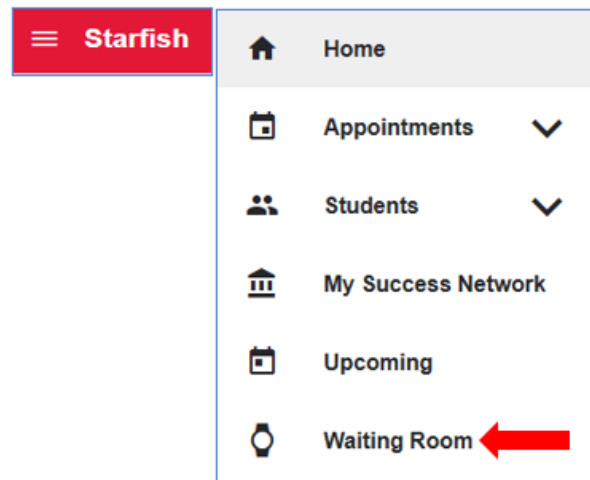 Starfish
Home
Appointments
Students
My Success Network
Upcoming
Waiting Room